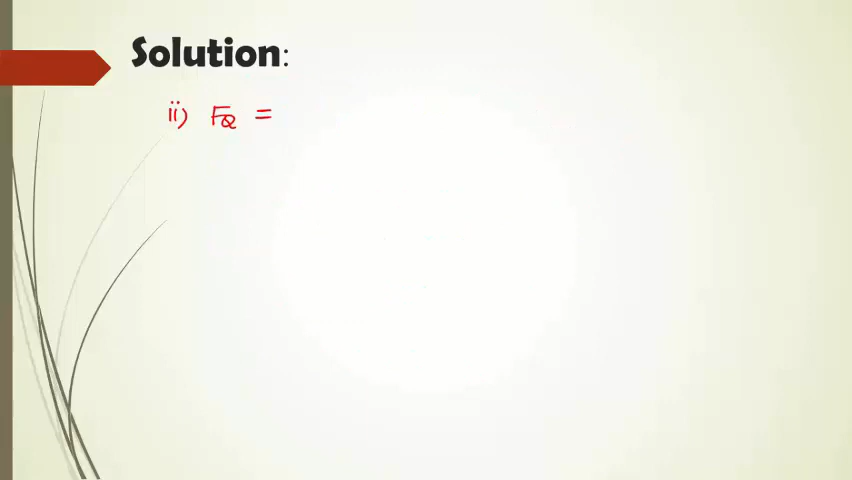 Solution:
ii) FQ =